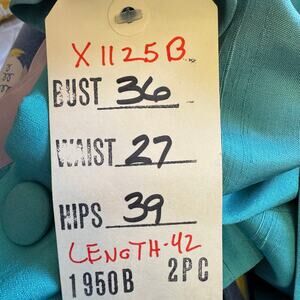 X1125B
BUST 36
WAIST 27
HIPS 39
LENGTH-42
1950B 2PC